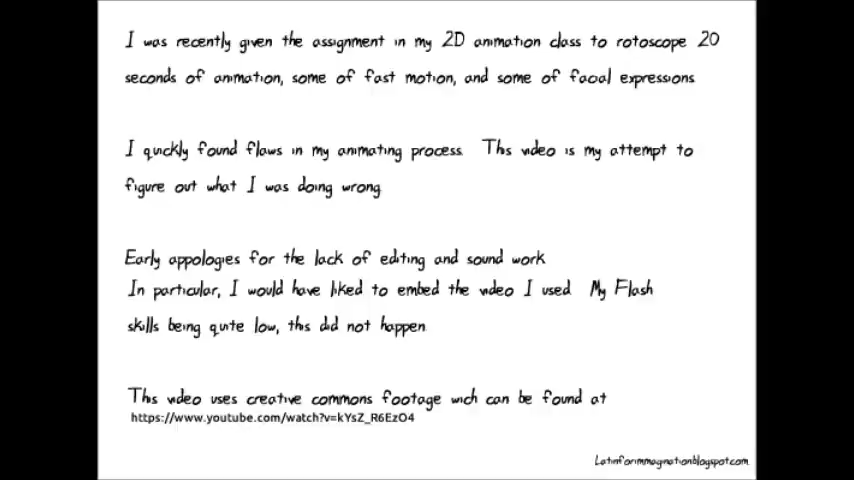 I was recently given the assignment in my 2D animation class to rotoscope 20
seconds of animation, some of fast motion, and some of facial expressions
I quickly found flaws in my animating process. This video is my attempt to
figure out what I was doing wrong
Early appologies for the lack of editing and sound work
In particular, I would have liked to embed the video I used. My Flash
skills being quite low, this did not happen.
This video uses creative commons footage wich can be found at
https://www.youtube.com/watch?v=kYsZ_R6EzO4
Latinforimmagination.blogspot.com